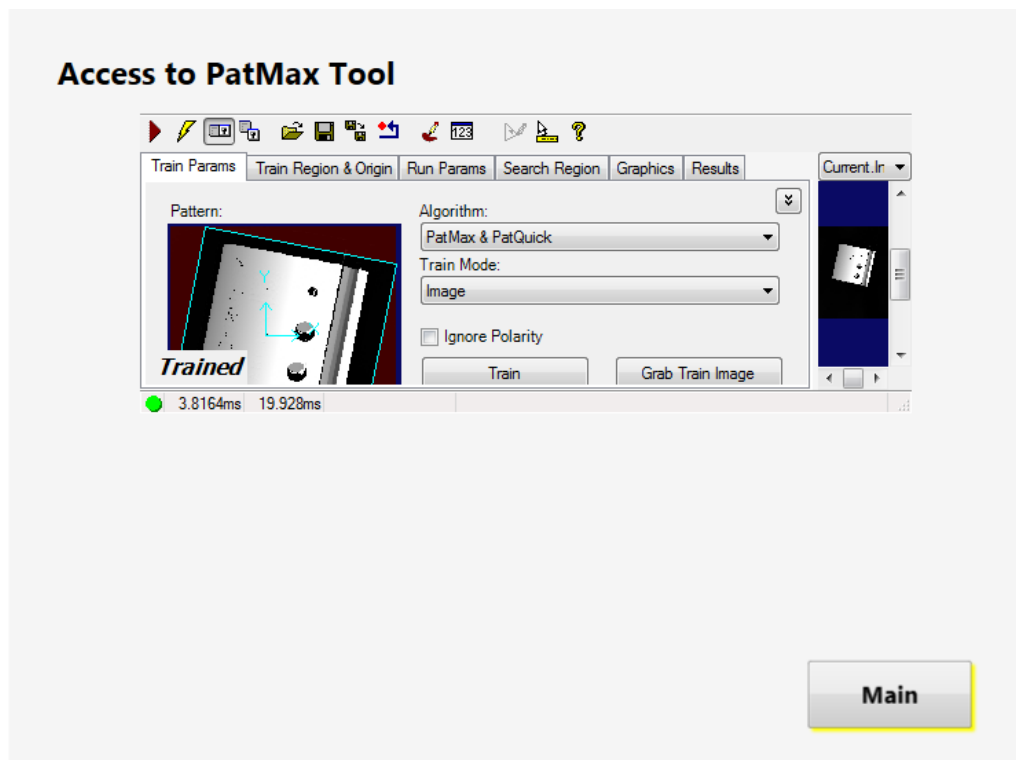 Access to PatMax Tool
123
Train Params Train Region & Origin Run Params Search Region Graphics Results Current.In
Pattern: Algorithm:
PatMax & PatQuick
Train Mode:
Image
Y
X
Ignore Polarity
Trained
Train Grab Train Image
3.8164ms 19.928ms
Main